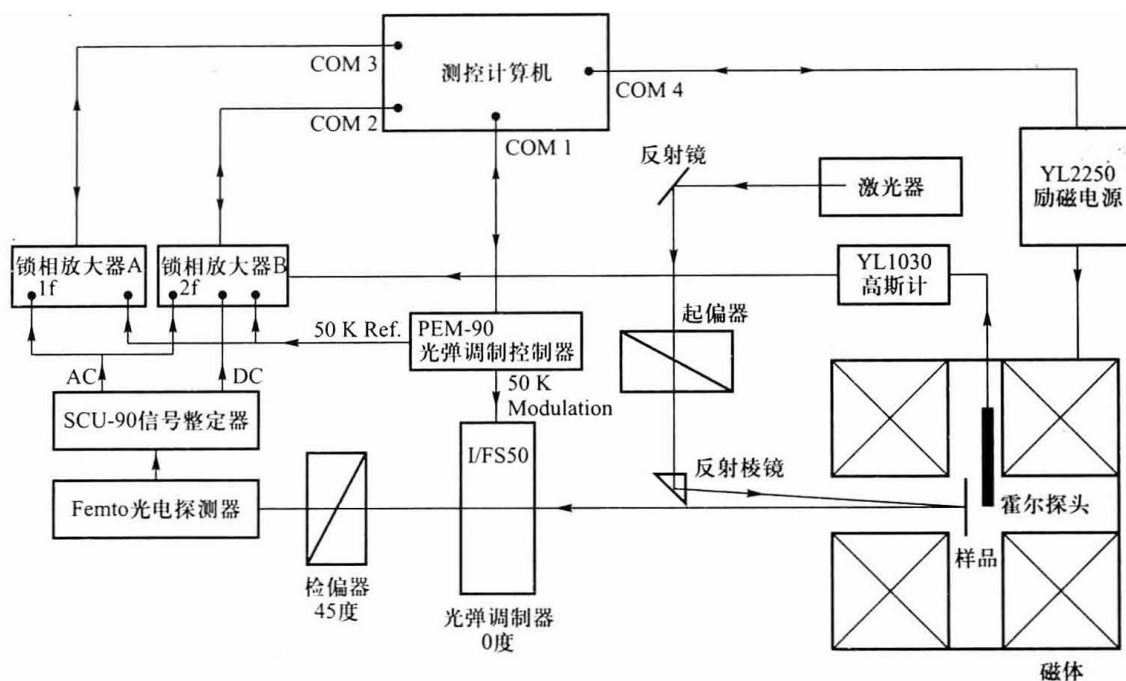 测控计算机
COM 3
COM 2
COM 1
COM 4
反射镜
激光器
YL2250
励磁电源
锁相放大器A
1f
锁相放大器B
2f
YL1030
高斯计
起偏器
50 K Ref.
PEM-90
光弹调制控制器
AC
DC
50 K
Modulation
SCU-90信号整定器
I/FS50
反射棱镜
Femto光电探测器
霍尔探头
样品
检偏器
45度
光弹调制器
0度
磁体